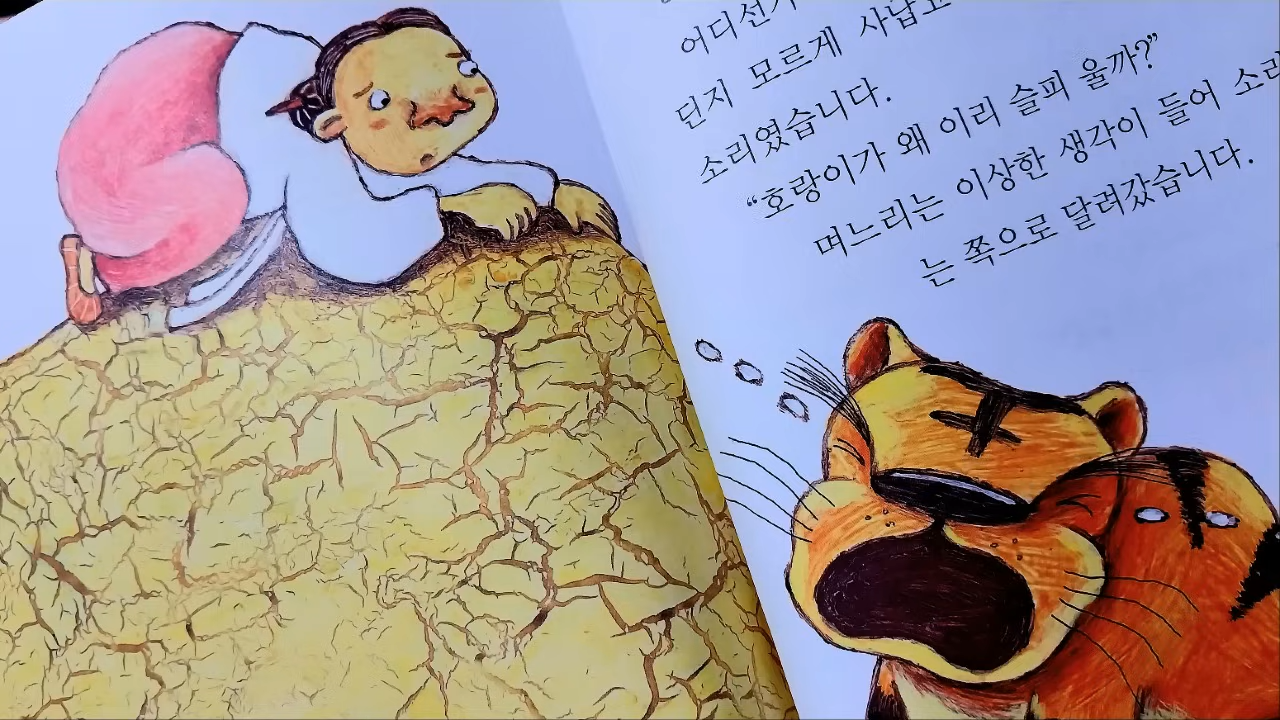 어디선가
딘지 모르게 사납고
소리였습니다.
“호랑이가 왜 이리 슬피 울까?”
며느리는 이상한 생각이 들어 소리
는 쪽으로 달려갔습니다.